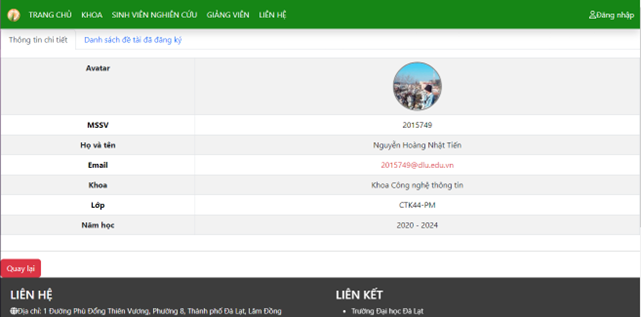 TRANG CHỦ KHOA SINH VIÊN NGHIÊN CỨU GIẢNG VIÊN LIÊN HỆ Đăng nhập
Thông tin chi tiết Danh sách đề tài đã đăng ký
Avatar
MSSV 2015749
Họ và tên Nguyễn Hoàng Nhật Tiến
Email 2015749@dlu.edu.vn
Khoa Khoa Công nghệ thông tin
Lớp CTK44-PM
Năm học 2020 - 2024
Quay lại
LIÊN HỆ LIÊN KẾT
Địa chỉ: 1 Đường Phù Đổng Thiên Vương, Phường 8, Thành phố Đà Lạt, Lâm Đồng • Trường Đại học Đà Lạt